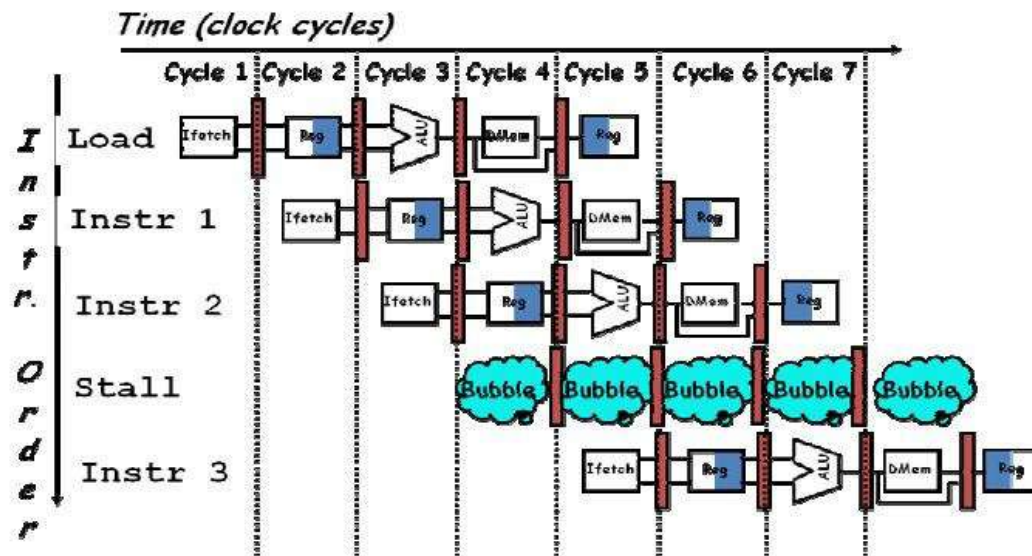 Time (clock cycles)
Cycle 1 Cycle 2 Cycle 3 Cycle 4 Cycle 5 Cycle 6 Cycle 7
Instr. Order
Load Ifetch Reg ALU DMem Reg
Instr 1 Ifetch Reg ALU DMem Reg
Instr 2 Ifetch Reg ALU DMem Reg
Stall Bubble Bubble Bubble Bubble Bubble
Instr 3 Ifetch Reg ALU DMem Reg